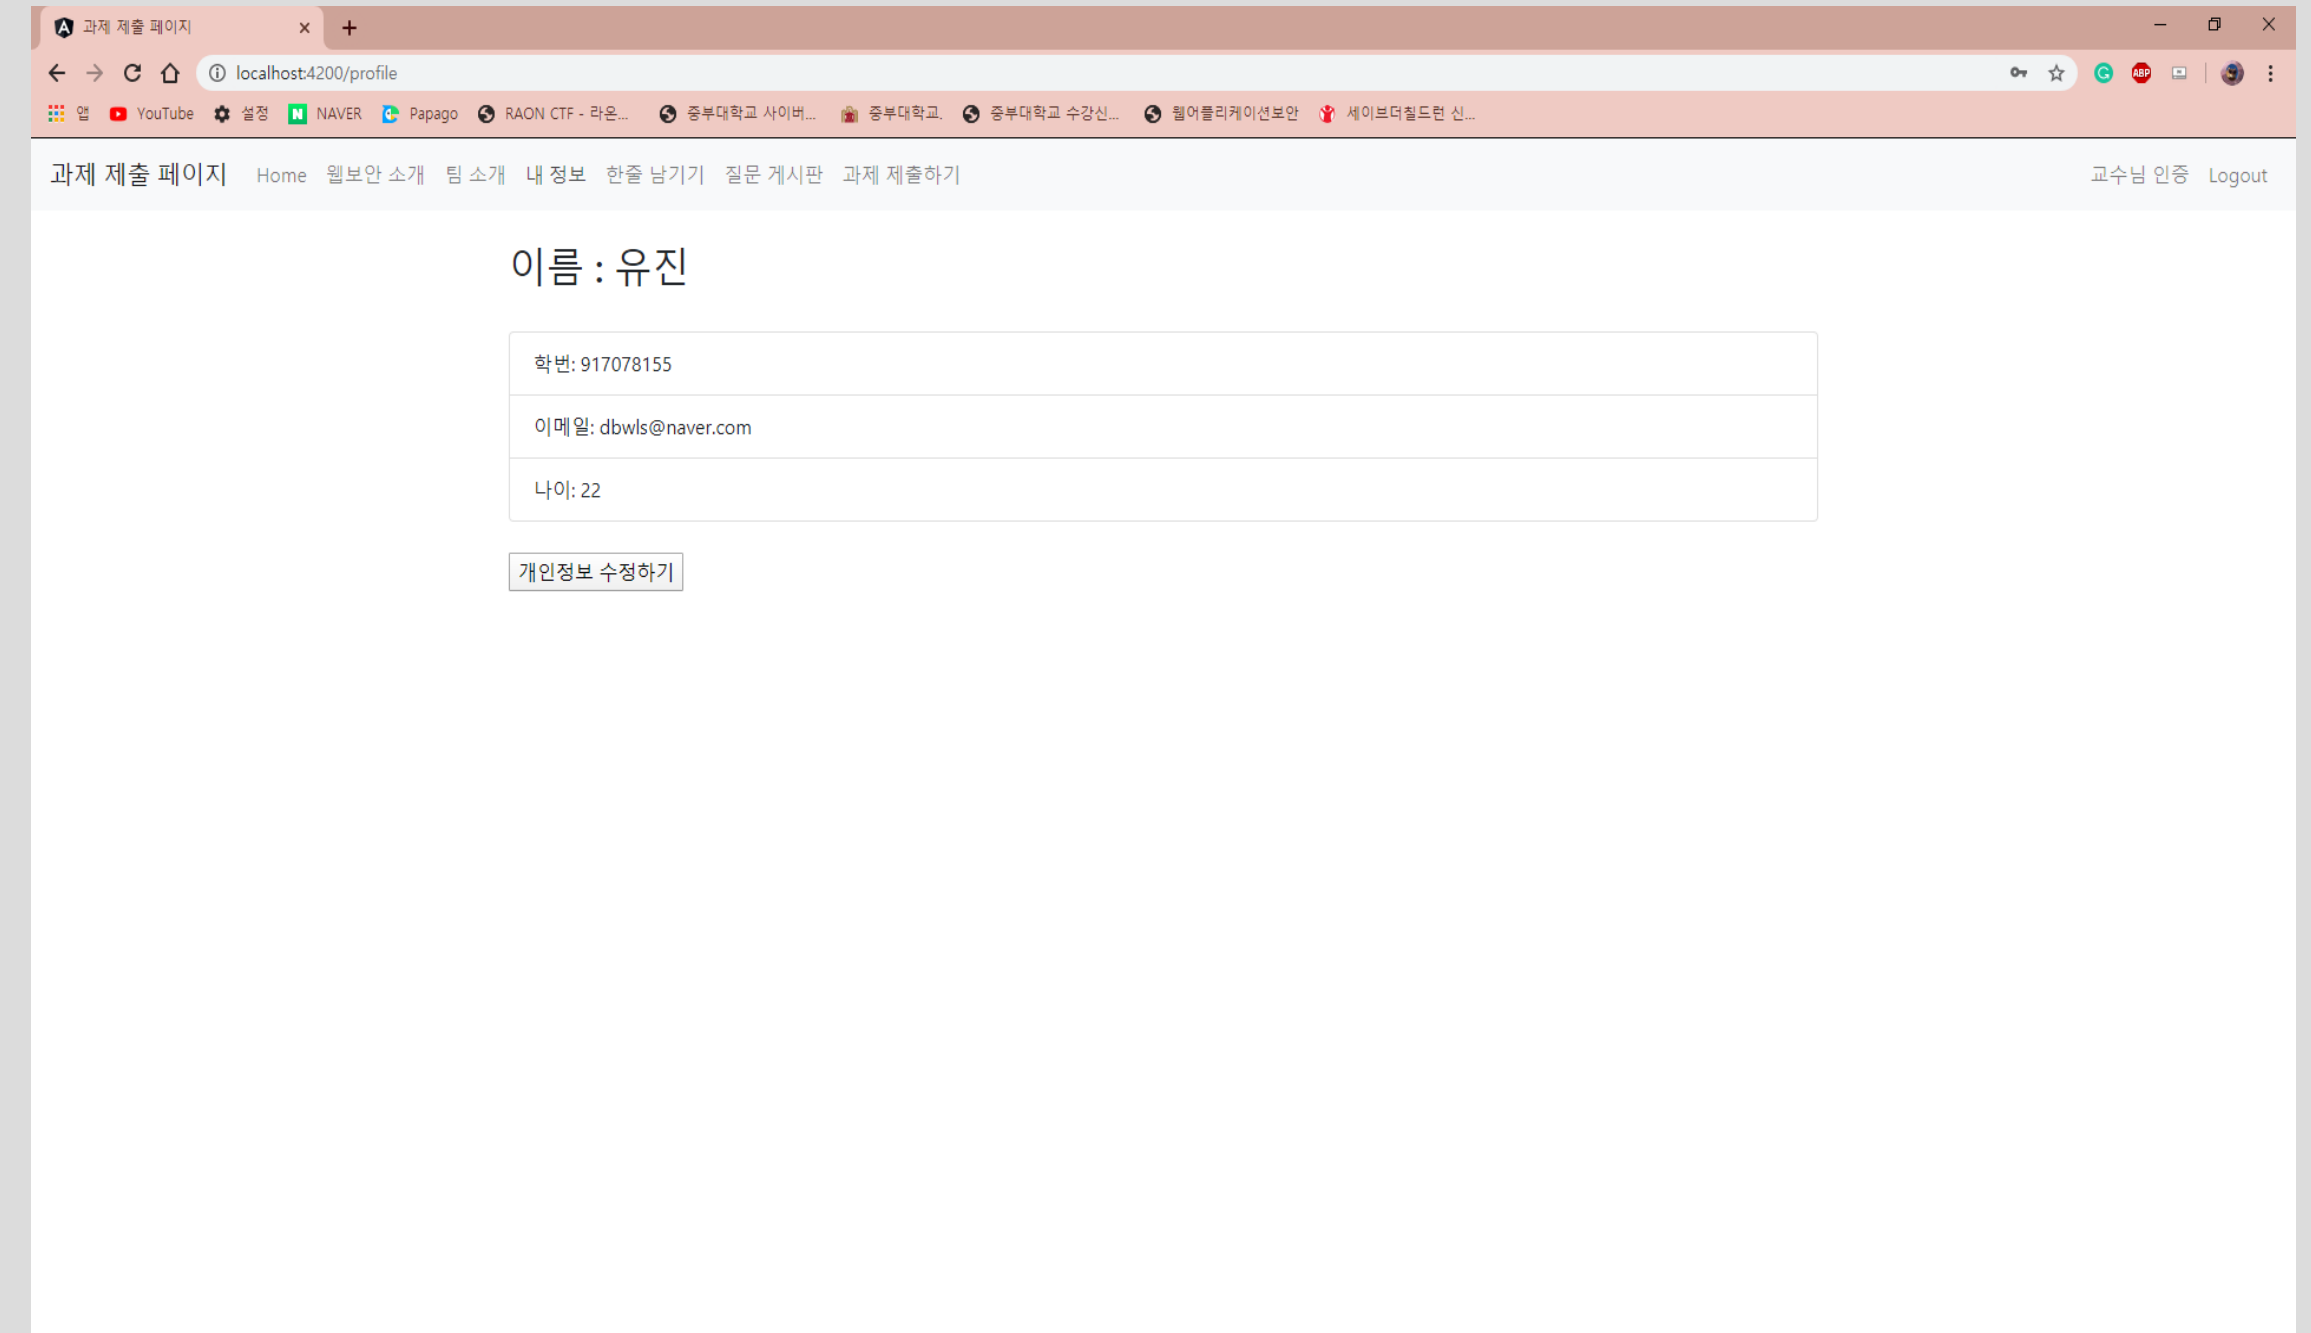 과제 제출 페이지
localhost:4200/profile
앱 YouTube 설정 NAVER Papago RAON CTF - 라온... 중부대학교 사이버... 중부대학교. 중부대학교 수강신... 웹어플리케이션보안 세이브더칠드런 신...
과제 제출 페이지 Home 웹보안 소개 팀 소개 내 정보 한줄 남기기 질문 게시판 과제 제출하기 교수님 인증 Logout
이름 : 유진
학번: 917078155
이메일: dbwls@naver.com
나이: 22
개인정보 수정하기